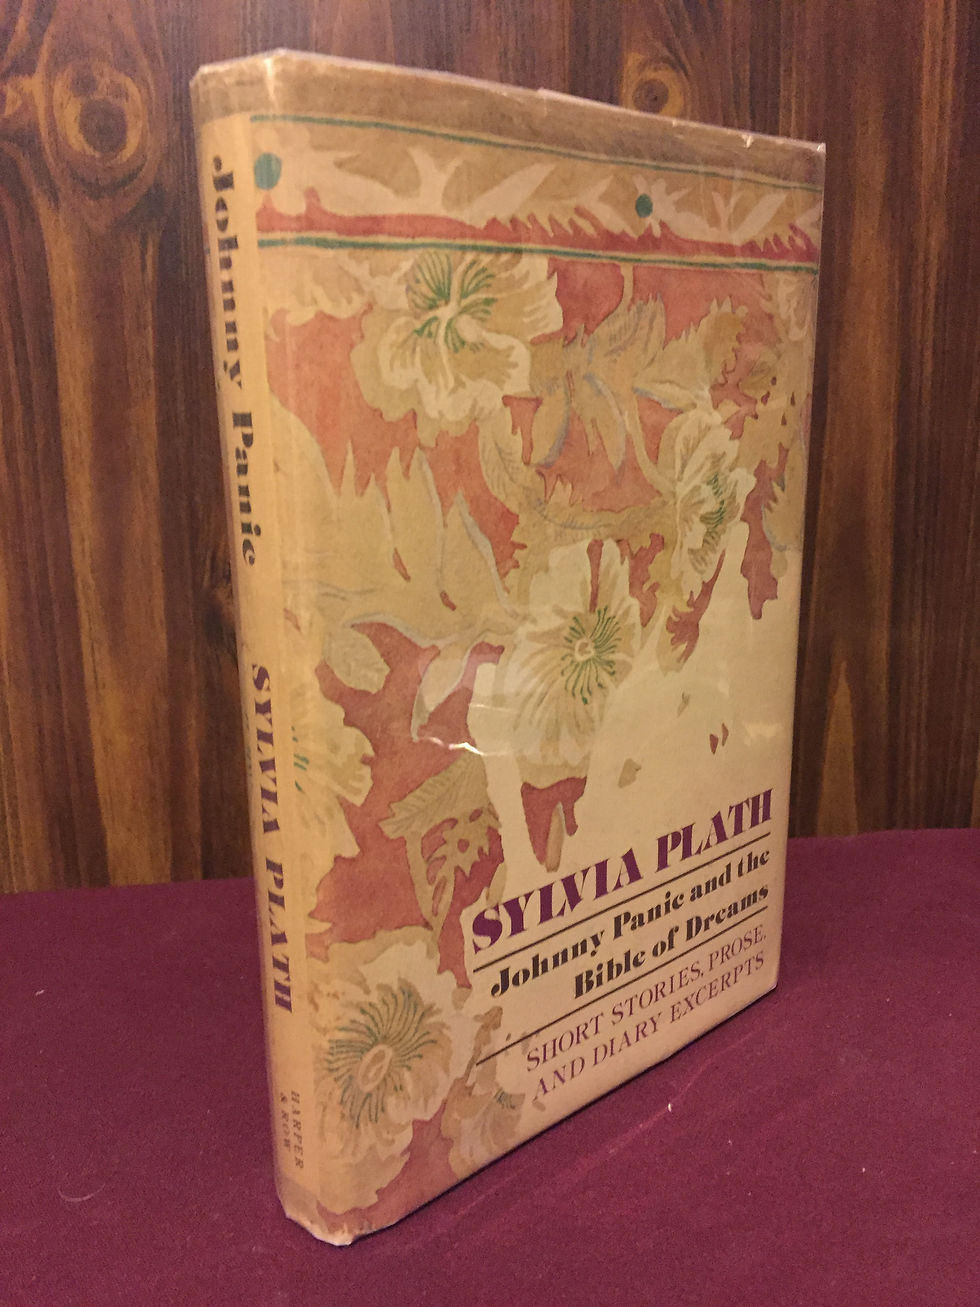 Johnny Panic SYLVIA PLATH
HARPER
& ROW
SYLVIA PLATH
Johnny Panic and the
Bible of Dreams
SHORT STORIES, PROSE,
AND DIARY EXCERPTS